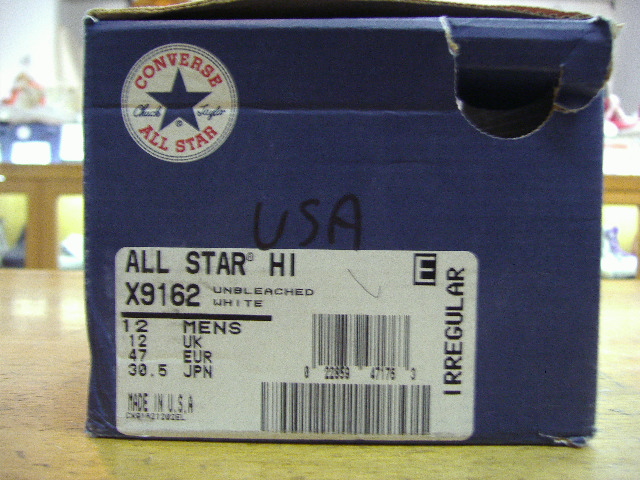 CONVERSE
Chuck Taylor
®
ALL STAR
USA
ALL STAR® HI
X9162 UNBLEACHED
WHITE
E
IRREGULAR
12 MENS
12 UK
47 EUR
30.5 JPN
0 22859 47175 3
MADE IN U.S.A